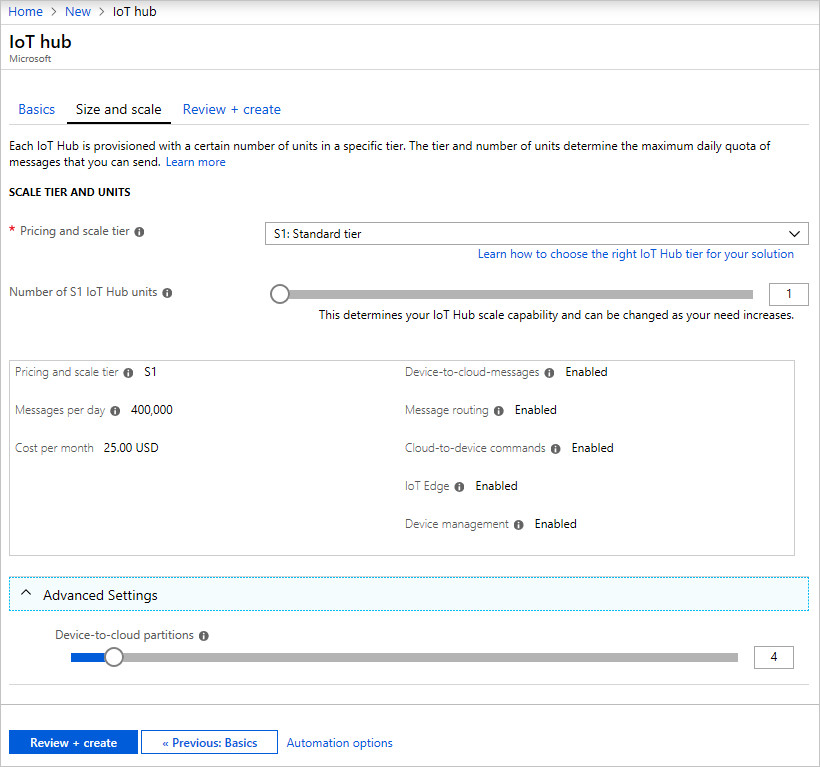 Home > New > IoT hub
IoT hub
Microsoft
Basics Size and scale Review + create
Each IoT Hub is provisioned with a certain number of units in a specific tier. The tier and number of units determine the maximum daily quota of
messages that you can send. Learn more
SCALE TIER AND UNITS
* Pricing and scale tier S1: Standard tier
Learn how to choose the right IoT Hub tier for your solution
Number of S1 IoT Hub units 1
This determines your IoT Hub scale capability and can be changed as your need increases.
Pricing and scale tier S1
Messages per day 400,000
Cost per month 25.00 USD
Device-to-cloud-messages Enabled
Message routing Enabled
Cloud-to-device commands Enabled
IoT Edge Enabled
Device management Enabled
Advanced Settings
Device-to-cloud partitions
4
Review + create « Previous: Basics Automation options